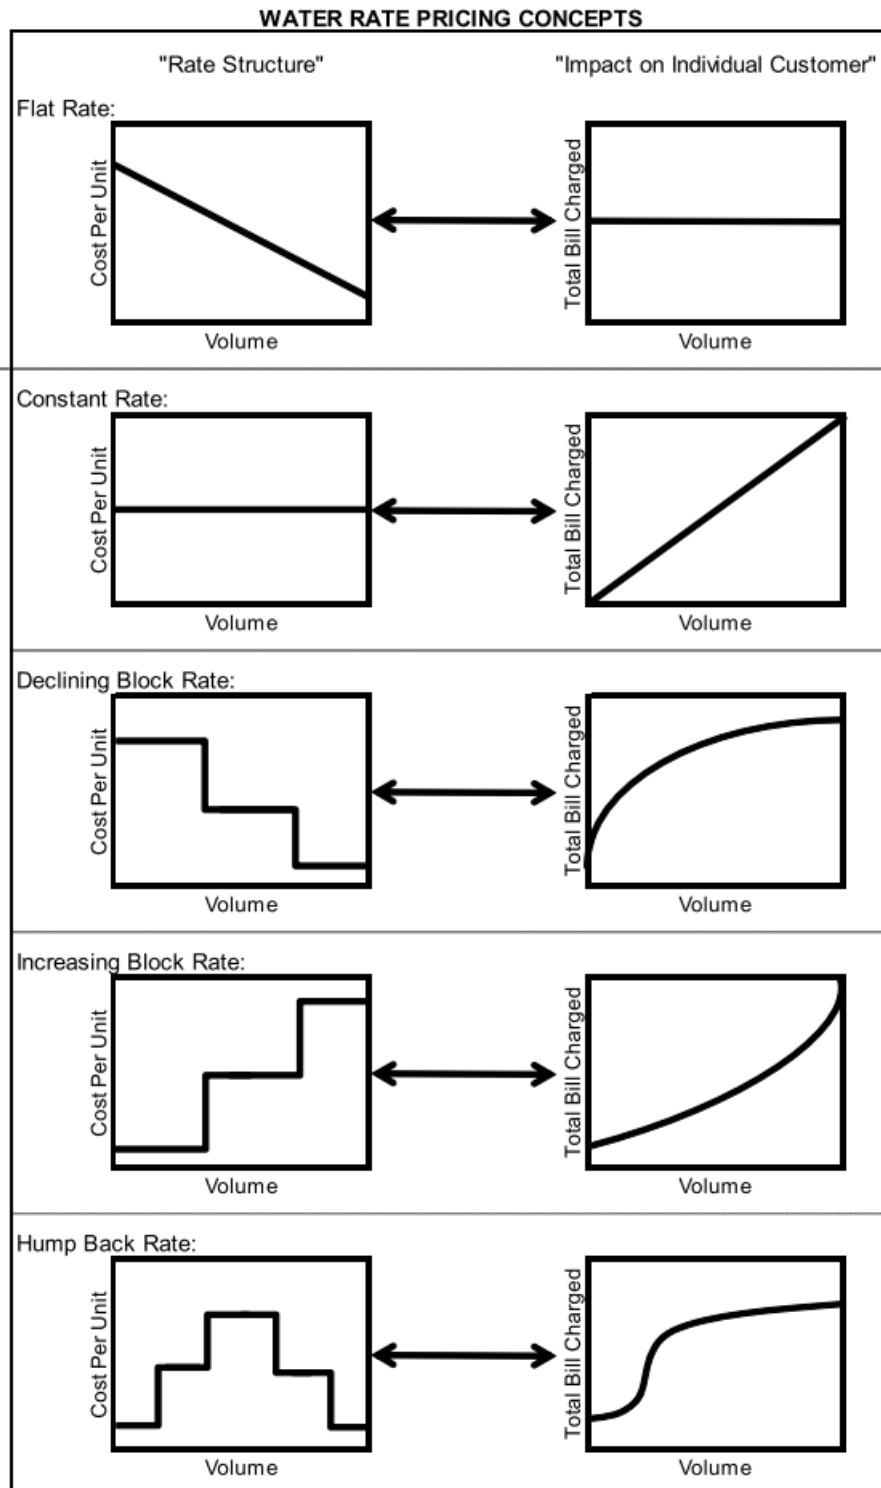 WATER RATE PRICING CONCEPTS
"Rate Structure"
"Impact on Individual Customer"
Flat Rate:
Cost Per Unit
Volume
Total Bill Charged
Volume
Constant Rate:
Cost Per Unit
Volume
Total Bill Charged
Volume
Declining Block Rate:
Cost Per Unit
Volume
Total Bill Charged
Volume
Increasing Block Rate:
Cost Per Unit
Volume
Total Bill Charged
Volume
Hump Back Rate:
Cost Per Unit
Volume
Total Bill Charged
Volume